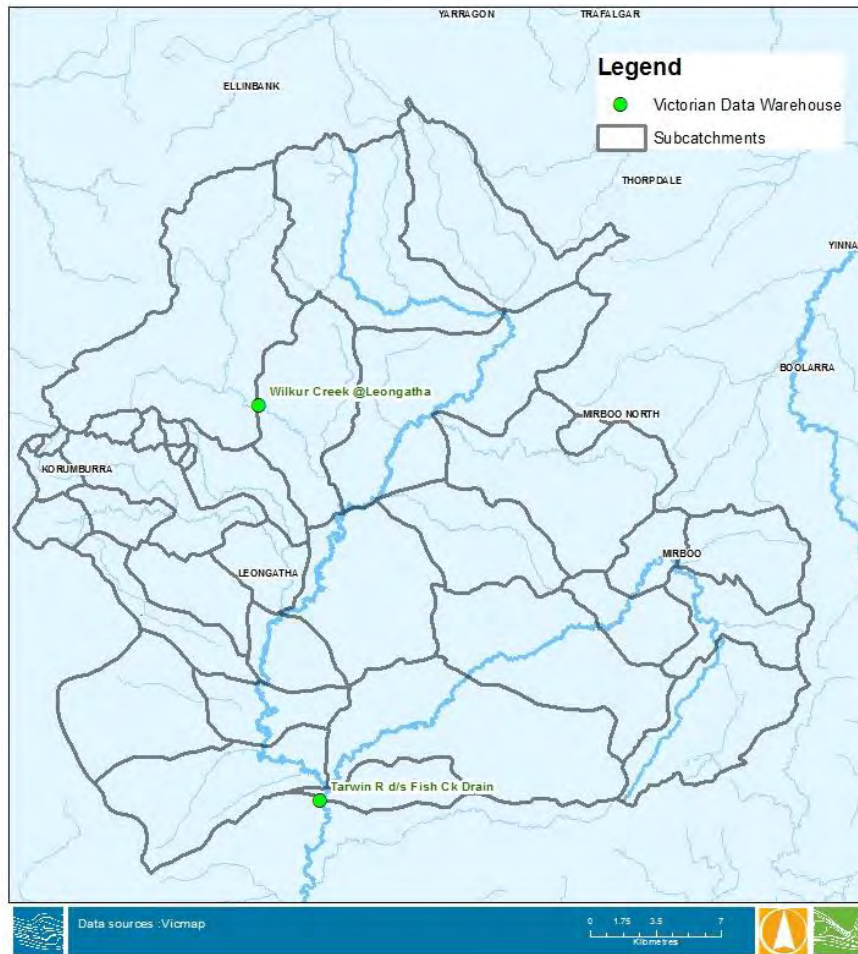 YARRAGON
TRAFALGAR
ELLINBANK
Legend
Victorian Data Warehouse
Subcatchments
THORPDALE
YINNA
BOOLARRA
Wilkur Creek @Leongatha
MIRBOO NORTH
KORUMBURRA
MIRBOO
LEONGATHA
Tarwin R d/s Fish Ck Drain
Data sources :Vicmap
0 1.75 3.5 7
Kilometres